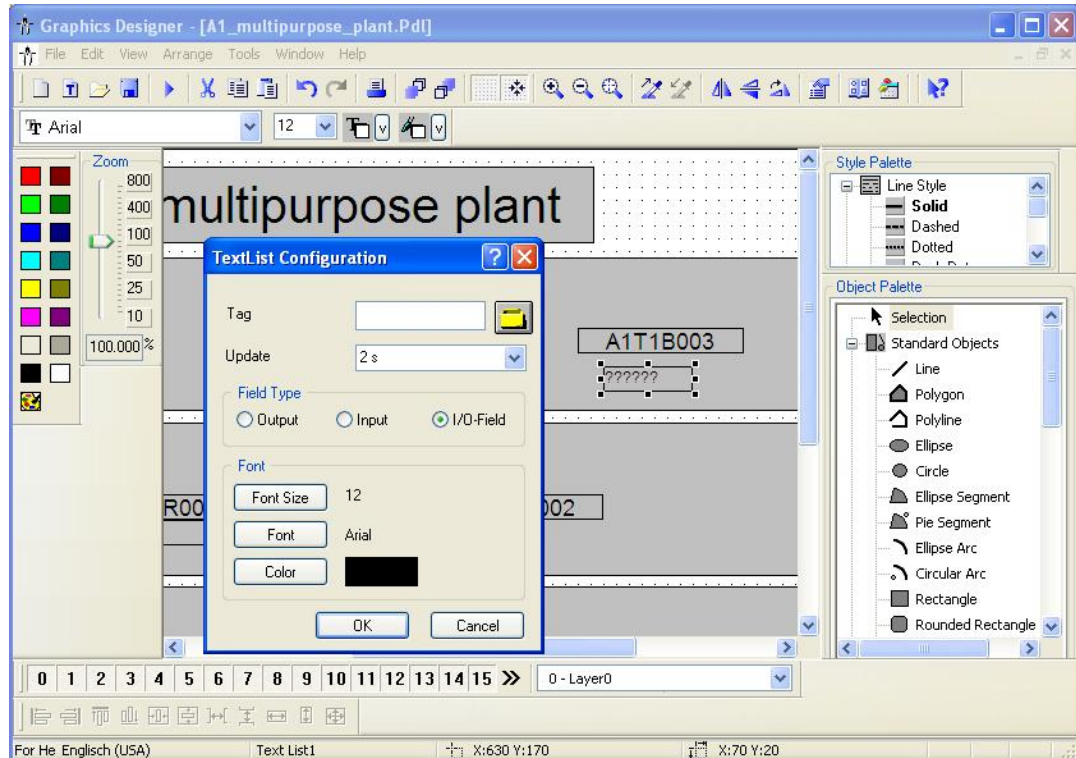 Graphics Designer - [A1_multipurpose_plant.Pdl]
File Edit View Arrange Tools Window Help
Arial 12
Zoom
800
400
100
50
25
10
100.000 %
multipurpose plant
A1T1B003
??????
R00
002
TextList Configuration
Tag
Update 2 s
Field Type
Output Input I/O-Field
Font
Font Size 12
Font Arial
Color
OK Cancel
Style Palette
Line Style
Solid
Dashed
Dotted
Object Palette
Selection
Standard Objects
Line
Polygon
Polyline
Ellipse
Circle
Ellipse Segment
Pie Segment
Ellipse Arc
Circular Arc
Rectangle
Rounded Rectangle
0 1 2 3 4 5 6 7 8 9 10 11 12 13 14 15 0 - Layer0
For He Englisch (USA) Text List1 X:630 Y:170 X:70 Y:20